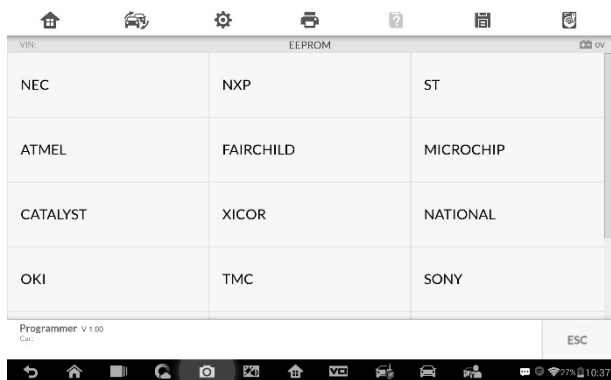 VIN: EEPROM 0V
NEC NXP ST
ATMEL FAIRCHILD MICROCHIP
CATALYST XICOR NATIONAL
OKI TMC SONY
Programmer V 1.00
Car:
ESC
27% 10:37